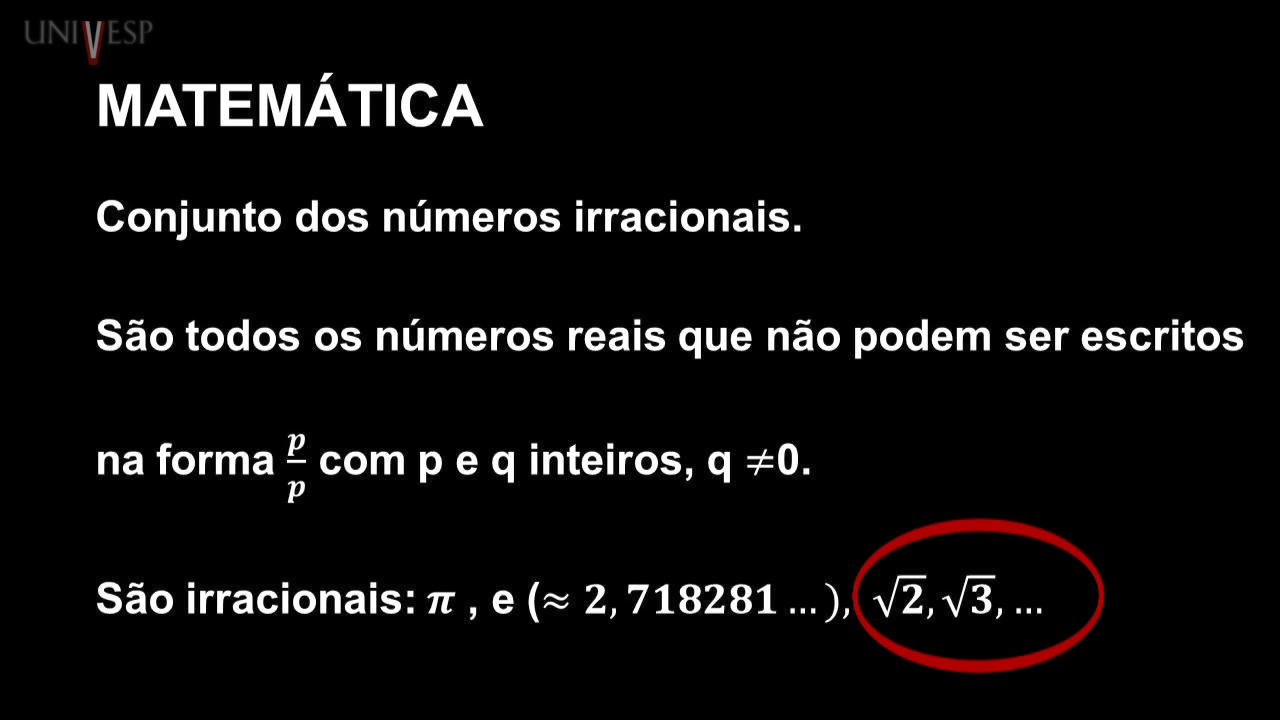 UNIVESP
MATEMÁTICA
Conjunto dos números irracionais.
São todos os números reais que não podem ser escritos
na forma p/p com p e q inteiros, q ≠0.
São irracionais: π , e (≈ 2,718281 … ), √2, √3, …